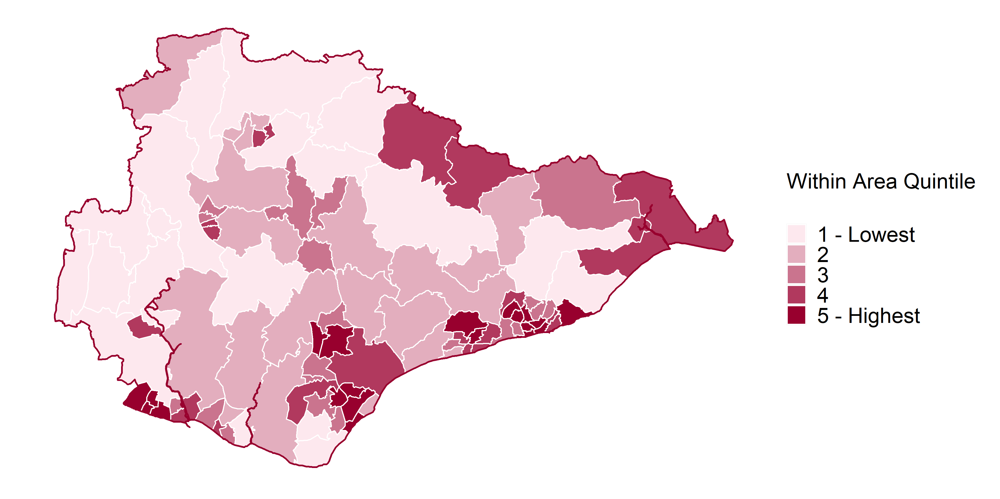 Within Area Quintile
1 - Lowest
2
3
4
5 - Highest